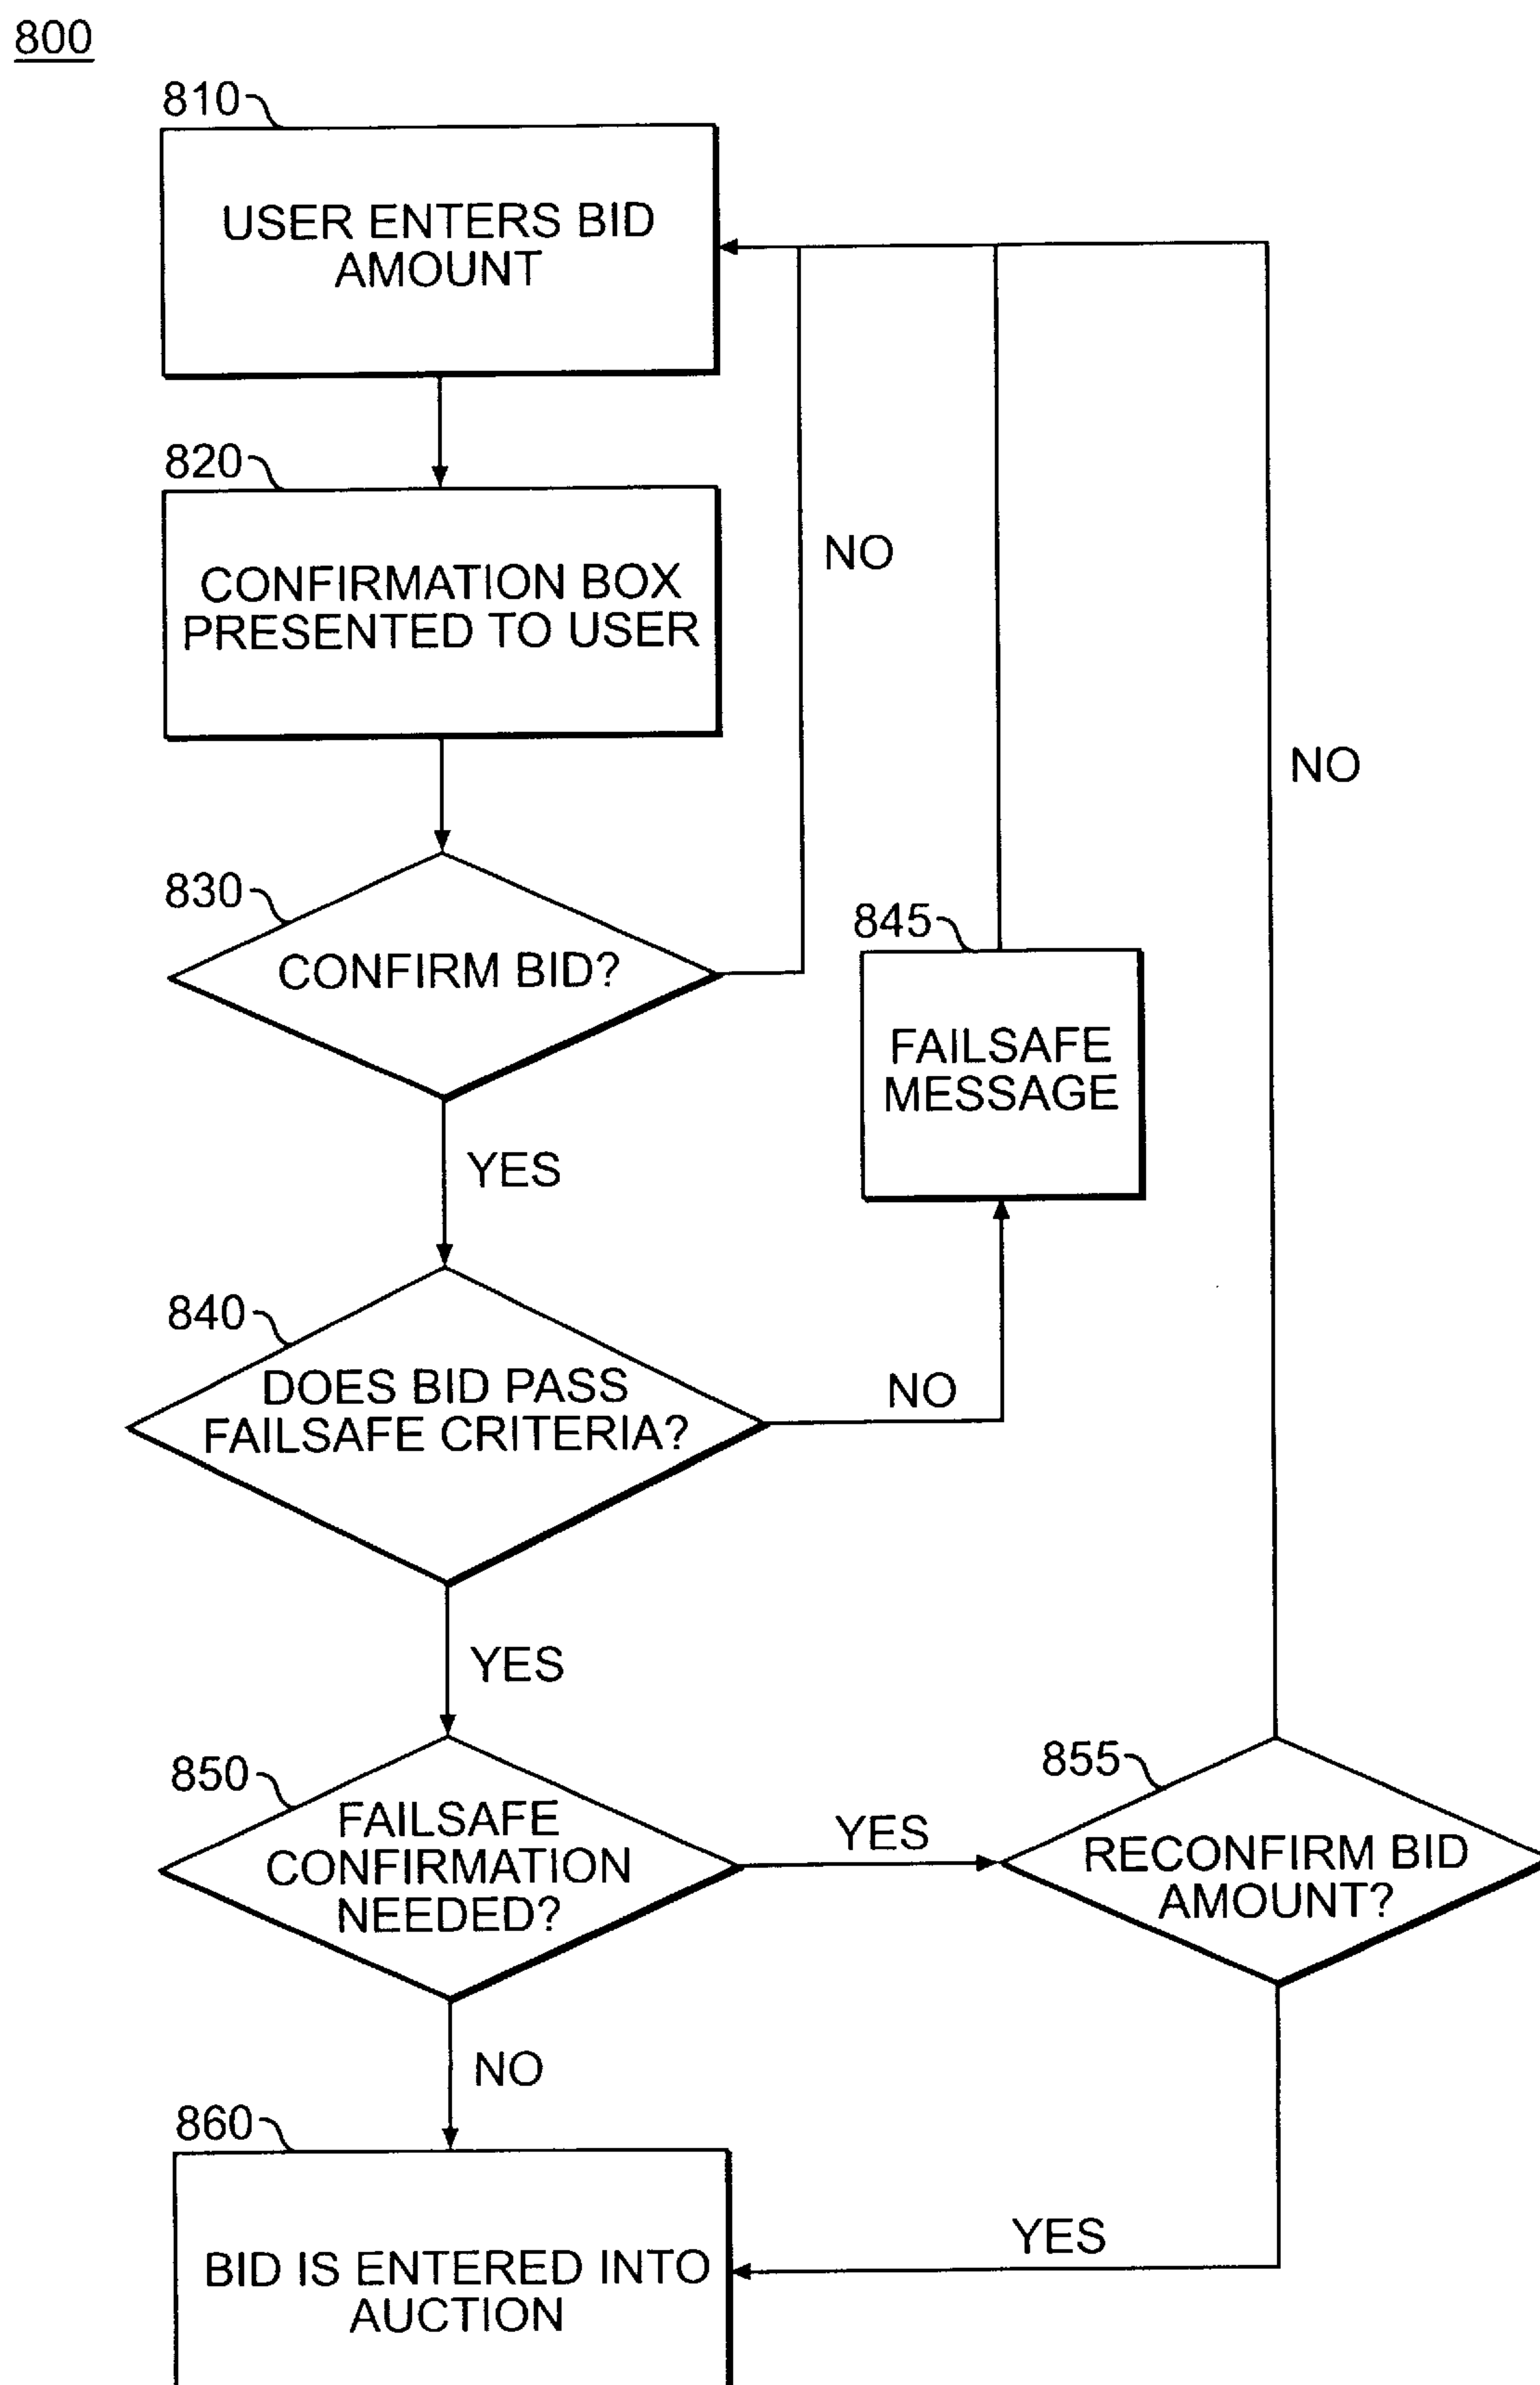 800
810
USER ENTERS BID
AMOUNT
820
CONFIRMATION BOX
PRESENTED TO USER
NO
NO
830
CONFIRM BID?
845
FAILSAFE
MESSAGE
YES
840
DOES BID PASS
FAILSAFE CRITERIA?
NO
YES
850
FAILSAFE
CONFIRMATION
NEEDED?
YES
855
RECONFIRM BID
AMOUNT?
NO
860
BID IS ENTERED INTO
AUCTION
YES